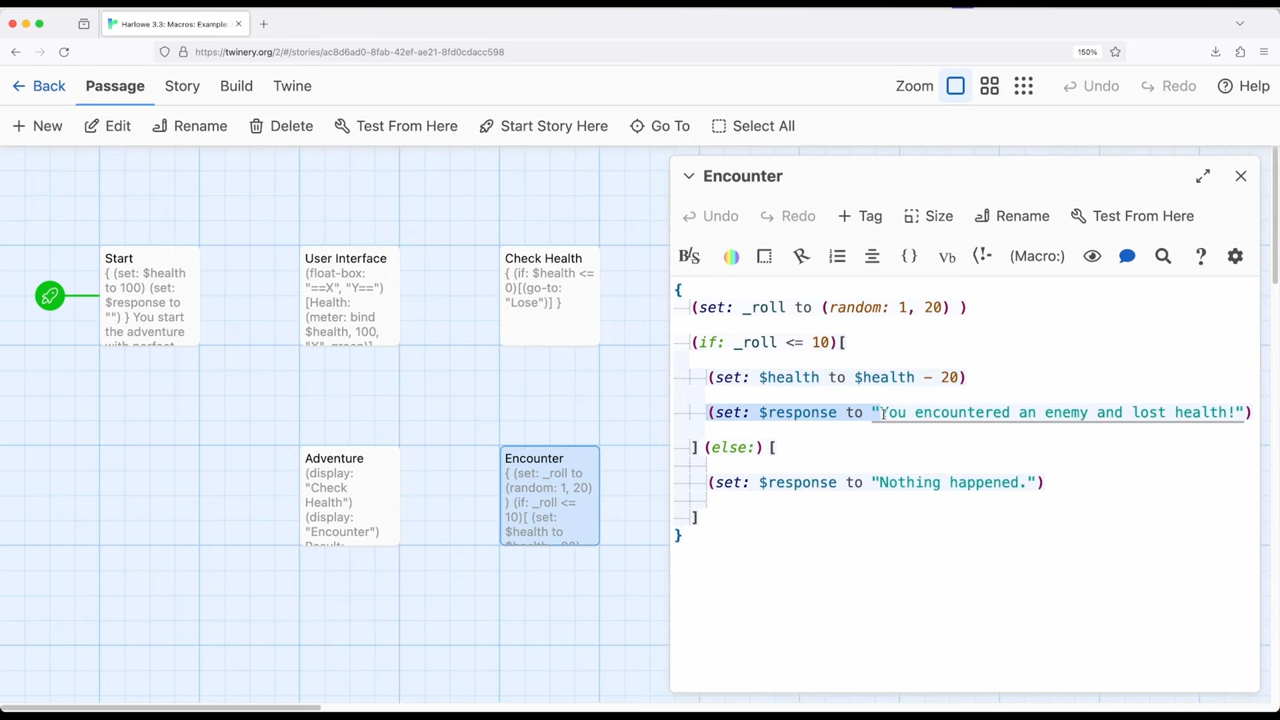 Harlowe 3.3: Macros: Example:
https://twinery.org/2/#/stories/ac8d6ad0-8fab-42ef-ae21-8fd0cdacc598
150%
Back
Passage
Story
Build
Twine
Zoom
Undo
Redo
Help
New
Edit
Rename
Delete
Test From Here
Start Story Here
Go To
Select All
Start
{ (set: $health
to 100) (set:
$response to
"") } You start
the adventure
with perfect
User Interface
(float-box:
"==X", "Y==")
[Health:
(meter: bind
$health, 100,
"X", green)]
Check Health
{ (if: $health <=
0)[(go-to:
"Lose")] }
Adventure
(display:
"Check
Health")
(display:
"Encounter")
Result:
Encounter
{ (set: _roll to
(random: 1, 20)
) (if: _roll <=
10)[ (set:
$health to
$health - 20)
Encounter
Undo
Redo
+ Tag
Size
Rename
Test From Here
B/S
{ }
Vb
(Macro:)
?
{
(set: _roll to (random: 1, 20) )
(if: _roll <= 10)[
(set: $health to $health - 20)
(set: $response to "You encountered an enemy and lost health!")
] (else:) [
(set: $response to "Nothing happened.")
]
}